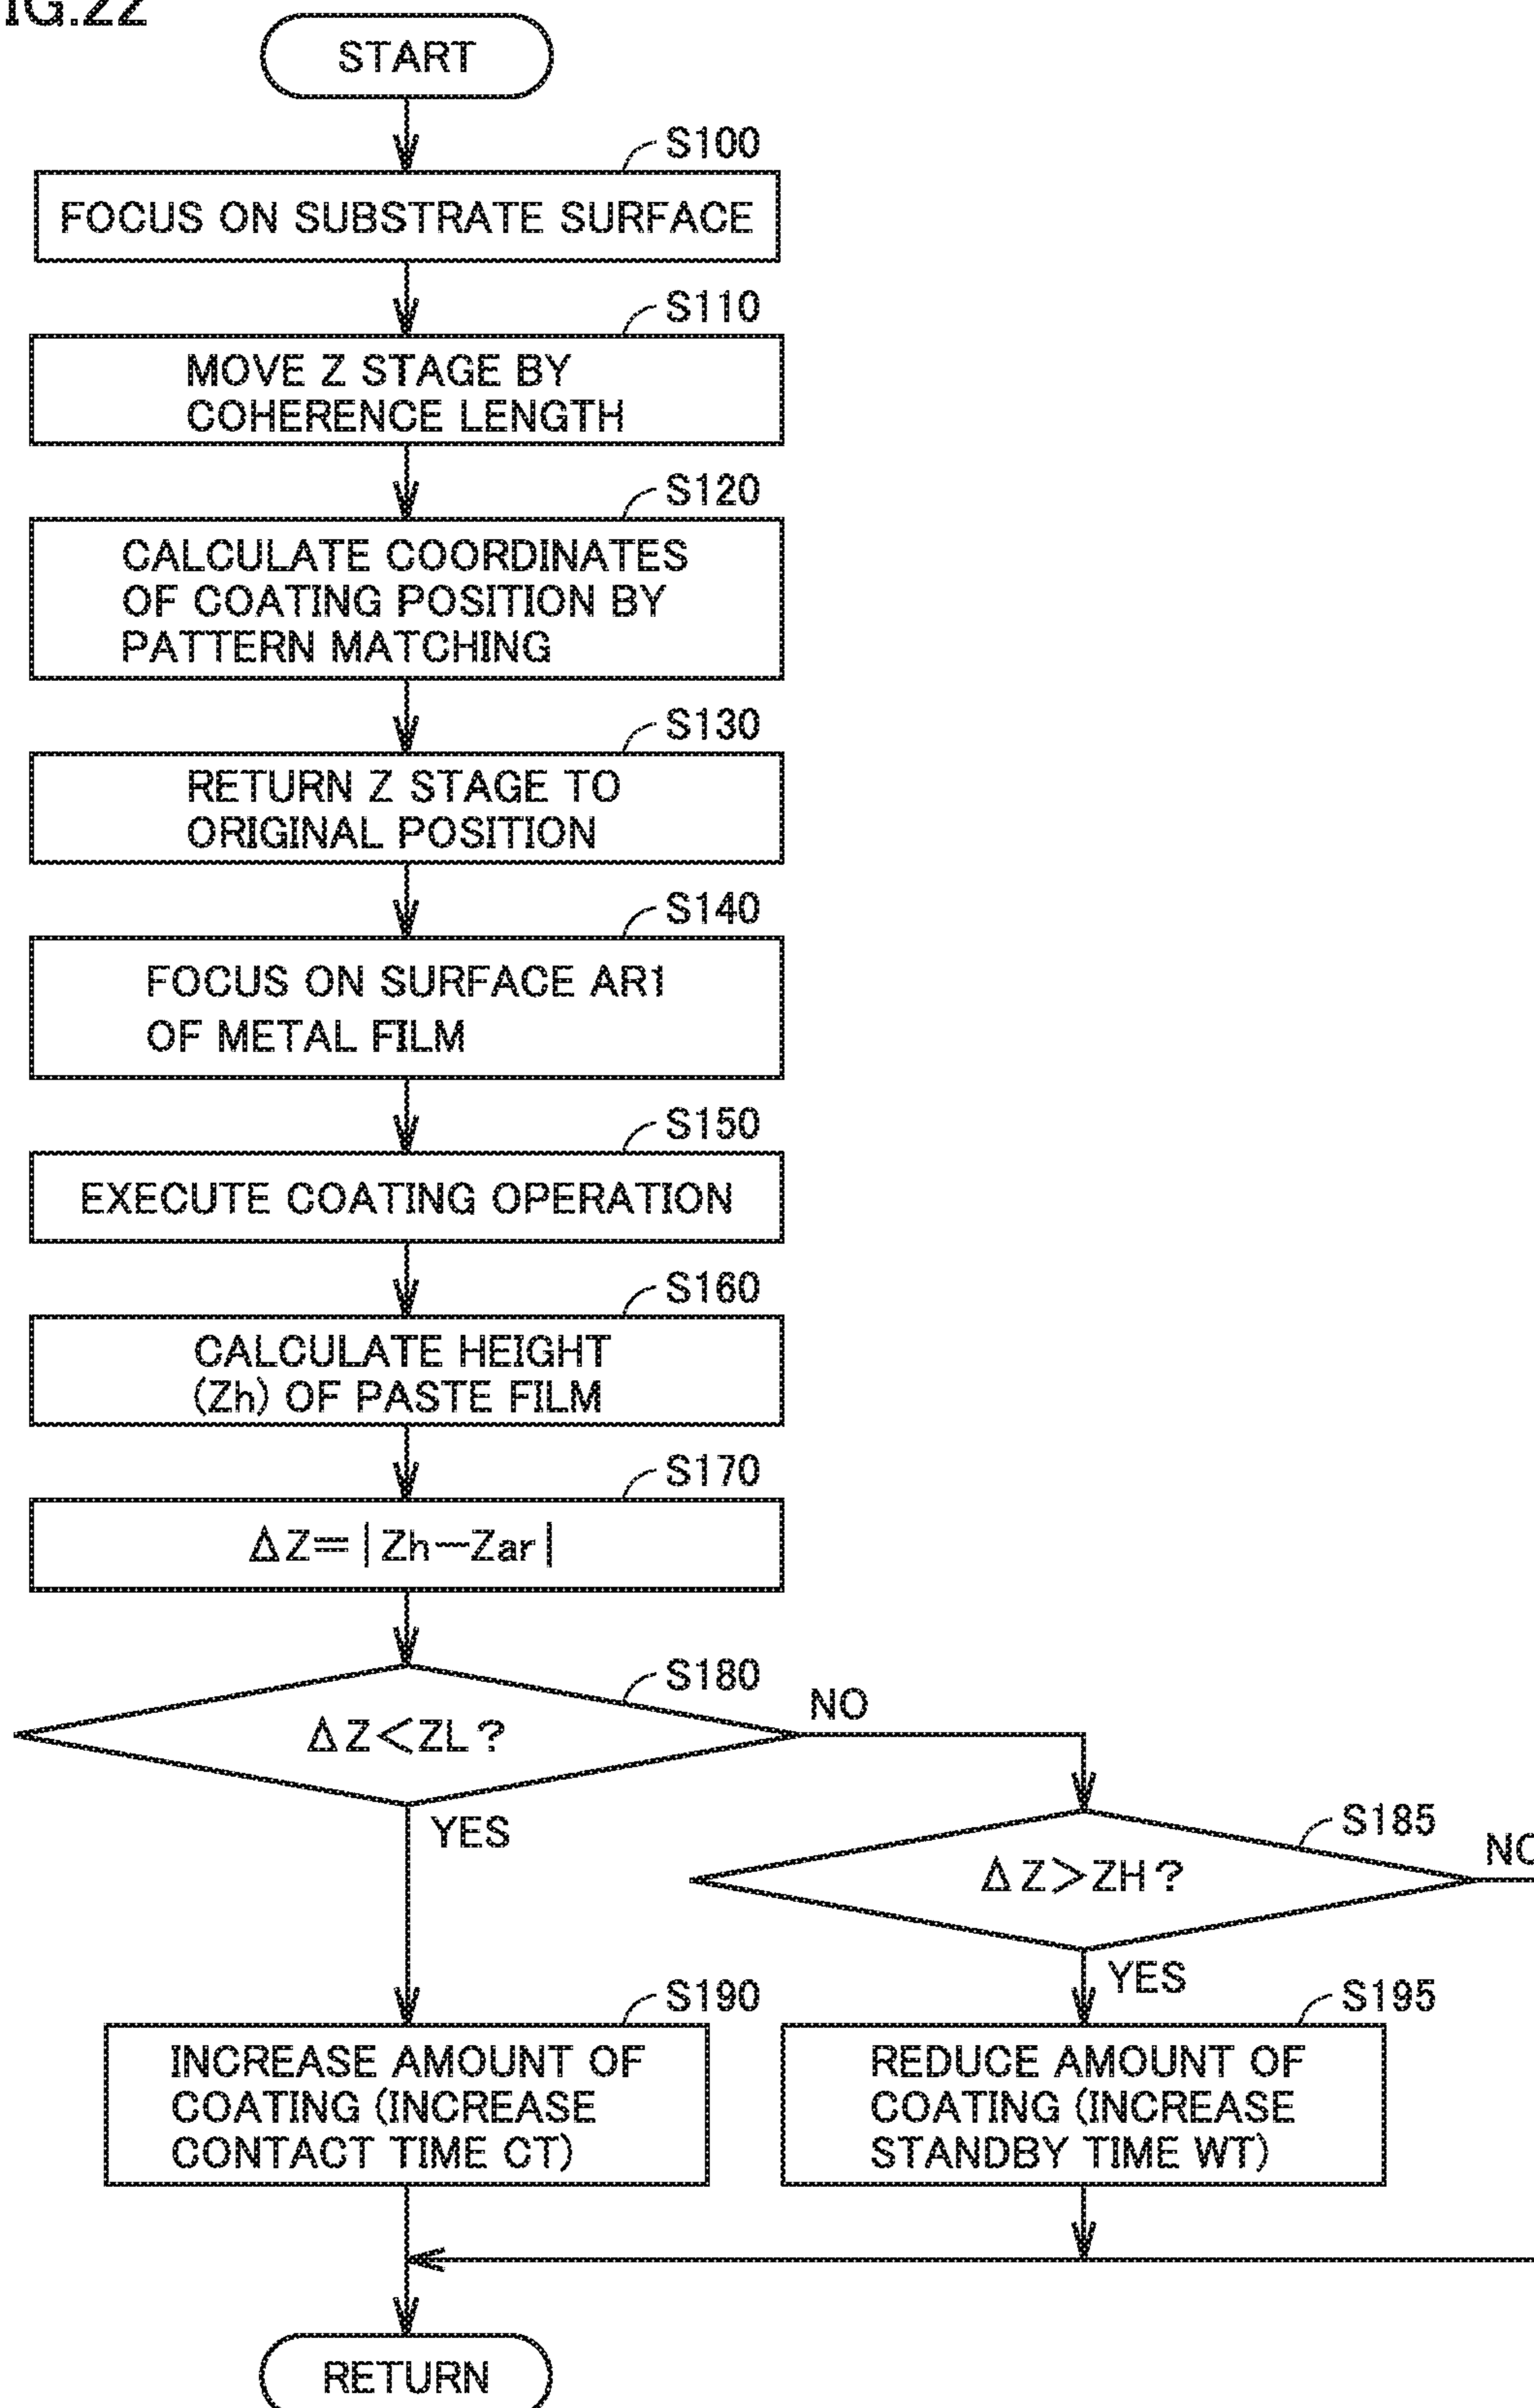 FIG.22
START
S100
FOCUS ON SUBSTRATE SURFACE
S110
MOVE Z STAGE BY
COHERENCE LENGTH
S120
CALCULATE COORDINATES
OF COATING POSITION BY
PATTERN MATCHING
S130
RETURN Z STAGE TO
ORIGINAL POSITION
S140
FOCUS ON SURFACE AR1
OF METAL FILM
S150
EXECUTE COATING OPERATION
S160
CALCULATE HEIGHT
(Zh) OF PASTE FILM
S170
ΔZ=|Zh-Zar|
S180
ΔZ<ZL?
NO
YES
S185
ΔZ>ZH?
NO
YES
S190
INCREASE AMOUNT OF
COATING (INCREASE
CONTACT TIME CT)
S195
REDUCE AMOUNT OF
COATING (INCREASE
STANDBY TIME WT)
RETURN